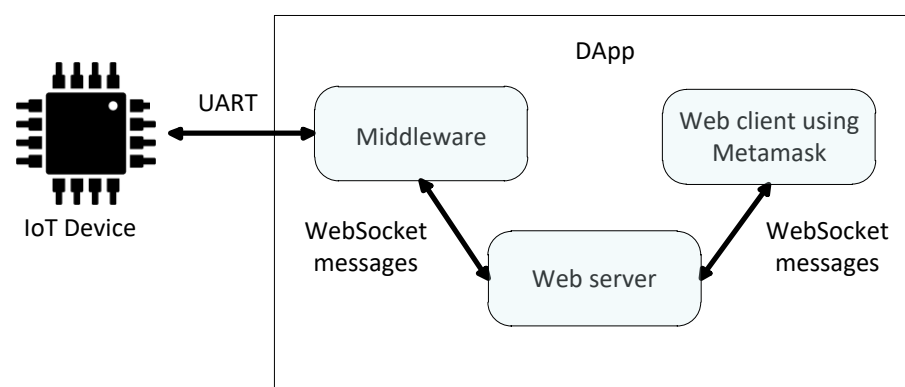 DApp
UART
Middleware
Web client using
Metamask
IoT Device
WebSocket
messages
WebSocket
messages
Web server